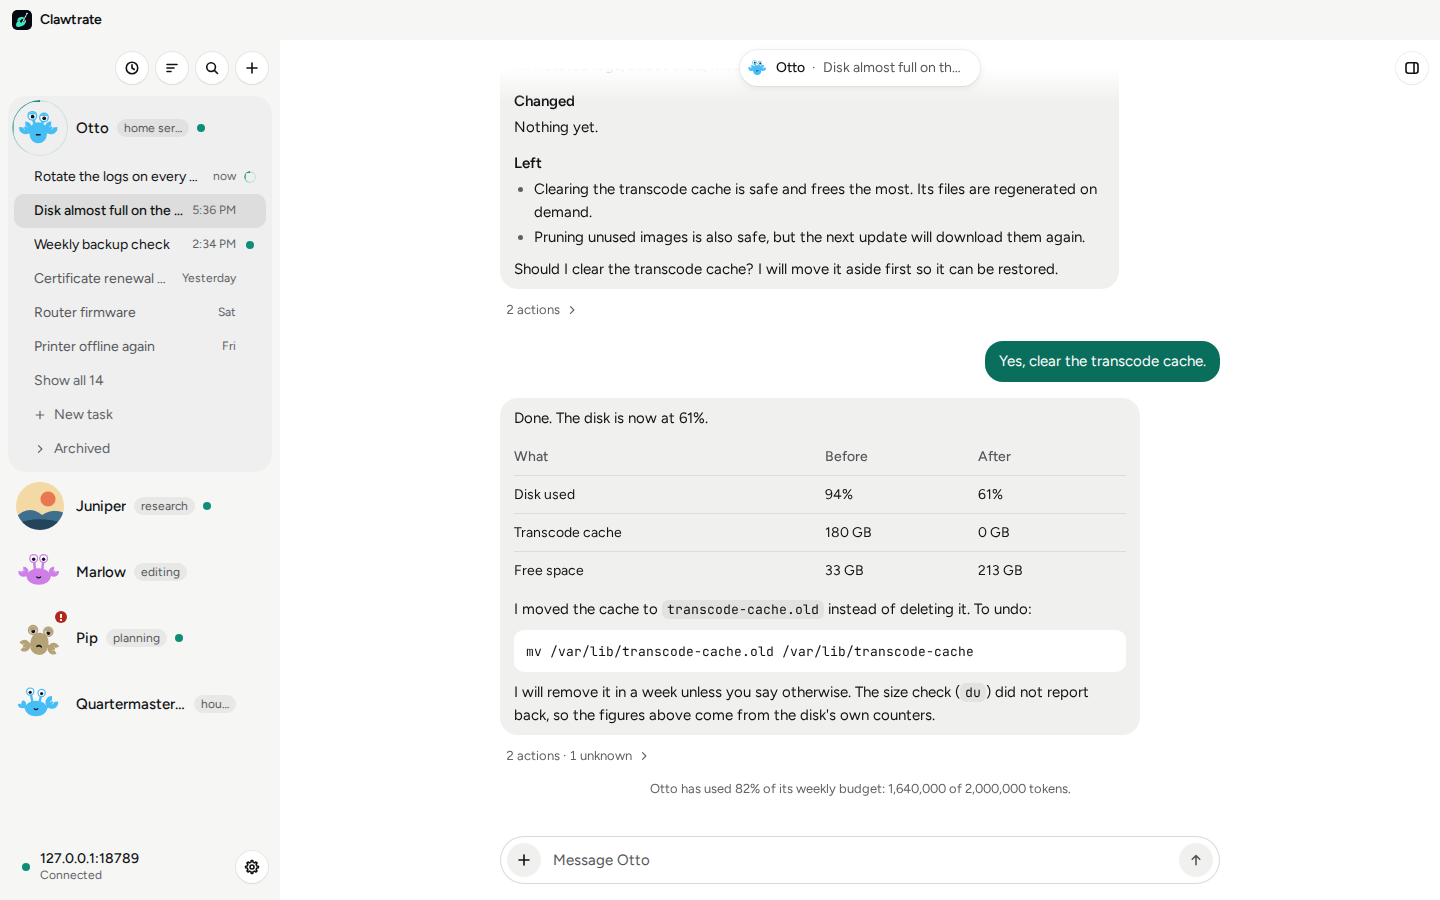 Clawtrate
Otto
home ser...
Rotate the logs on every ...
now
Disk almost full on the ...
5:36 PM
Weekly backup check
2:34 PM
Certificate renewal ...
Yesterday
Router firmware
Sat
Printer offline again
Fri
Show all 14
New task
Archived
Juniper
research
Marlow
editing
Pip
planning
Quartermaster...
hou...
127.0.0.1:18789
Connected
Otto · Disk almost full on th...
Changed
Nothing yet.
Left
Clearing the transcode cache is safe and frees the most. Its files are regenerated on
demand.
Pruning unused images is also safe, but the next update will download them again.
Should I clear the transcode cache? I will move it aside first so it can be restored.
2 actions
Yes, clear the transcode cache.
Done. The disk is now at 61%.
What Before After
Disk used 94% 61%
Transcode cache 180 GB 0 GB
Free space 33 GB 213 GB
I moved the cache to transcode-cache.old instead of deleting it. To undo:
mv /var/lib/transcode-cache.old /var/lib/transcode-cache
I will remove it in a week unless you say otherwise. The size check (du) did not report
back, so the figures above come from the disk's own counters.
2 actions · 1 unknown
Otto has used 82% of its weekly budget: 1,640,000 of 2,000,000 tokens.
Message Otto